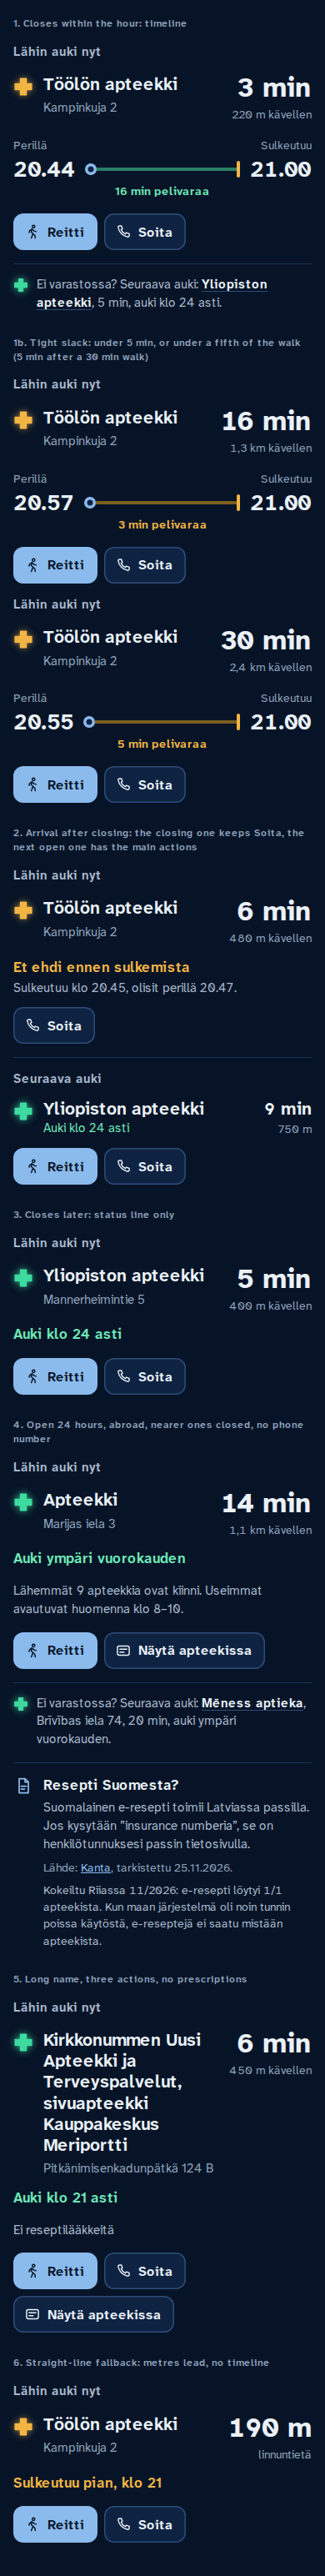 1. Closes within the hour: timeline
Lähin auki nyt
Töölön apteekki
3 min
Kampinkuja 2
220 m kävellen
Perillä
Sulkeutuu
20.44
21.00
16 min pelivaraa
Reitti
Soita
Ei varastossa? Seuraava auki: Yliopiston
apteekki, 5 min, auki klo 24 asti.
1b. Tight slack: under 5 min, or under a fifth of the walk
(5 min after a 30 min walk)
Lähin auki nyt
Töölön apteekki
16 min
Kampinkuja 2
1,3 km kävellen
Perillä
Sulkeutuu
20.57
21.00
3 min pelivaraa
Reitti
Soita
Lähin auki nyt
Töölön apteekki
30 min
Kampinkuja 2
2,4 km kävellen
Perillä
Sulkeutuu
20.55
21.00
5 min pelivaraa
Reitti
Soita
2. Arrival after closing: the closing one keeps Soita, the
next open one has the main actions
Lähin auki nyt
Töölön apteekki
6 min
Kampinkuja 2
480 m kävellen
Et ehdi ennen sulkemista
Sulkeutuu klo 20.45, olisit perillä 20.47.
Soita
Seuraava auki
Yliopiston apteekki
9 min
Auki klo 24 asti
750 m
Reitti
Soita
3. Closes later: status line only
Lähin auki nyt
Yliopiston apteekki
5 min
Mannerheimintie 5
400 m kävellen
Auki klo 24 asti
Reitti
Soita
4. Open 24 hours, abroad, nearer ones closed, no phone
number
Lähin auki nyt
Apteekki
14 min
Marijas iela 3
1,1 km kävellen
Auki ympäri vuorokauden
Lähemmät 9 apteekkia ovat kiinni. Useimmat
avautuvat huomenna klo 8–10.
Reitti
Näytä apteekissa
Ei varastossa? Seuraava auki: Mēness aptieka,
Brīvības iela 74, 20 min, auki ympäri
vuorokauden.
Resepti Suomesta?
Suomalainen e-resepti toimii Latviassa passilla.
Jos kysytään "insurance numberia", se on
henkilötunnuksesi passin tietosivulla.
Lähde: Kanta, tarkistettu 25.11.2026.
Kokeiltu Riiassa 11/2026: e-resepti löytyi 1/1
apteekista. Kun maan järjestelmä oli noin tunnin
poissa käytöstä, e-reseptejä ei saatu mistään
apteekista.
5. Long name, three actions, no prescriptions
Lähin auki nyt
Kirkkonummen Uusi
Apteekki ja
Terveyspalvelut,
sivuapteekki
Kauppakeskus
Meriportti
6 min
450 m kävellen
Pitkänimisenkadunpätkä 124 B
Auki klo 21 asti
Ei reseptilääkkeitä
Reitti
Soita
Näytä apteekissa
6. Straight-line fallback: metres lead, no timeline
Lähin auki nyt
Töölön apteekki
190 m
Kampinkuja 2
linnuntietä
Sulkeutuu pian, klo 21
Reitti
Soita